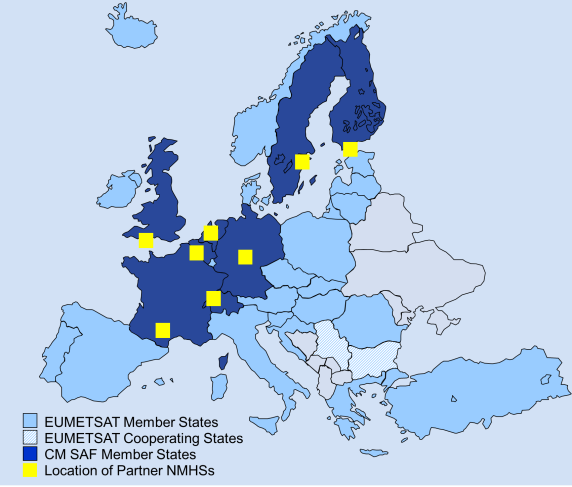 EUMETSAT Member States
EUMETSAT Cooperating States
CM SAF Member States
Location of Partner NMHSs